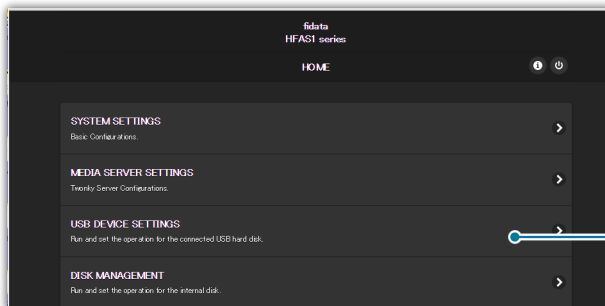 fidata
HFAS1 series
HOME
SYSTEM SETTINGS
Basic Configurations.
MEDIA SERVER SETTINGS
Twonky Server Configurations.
USB DEVICE SETTINGS
Run and set the operation for the connected USB hard disk.
DISK MANAGEMENT
Run and set the operation for the internal disk.